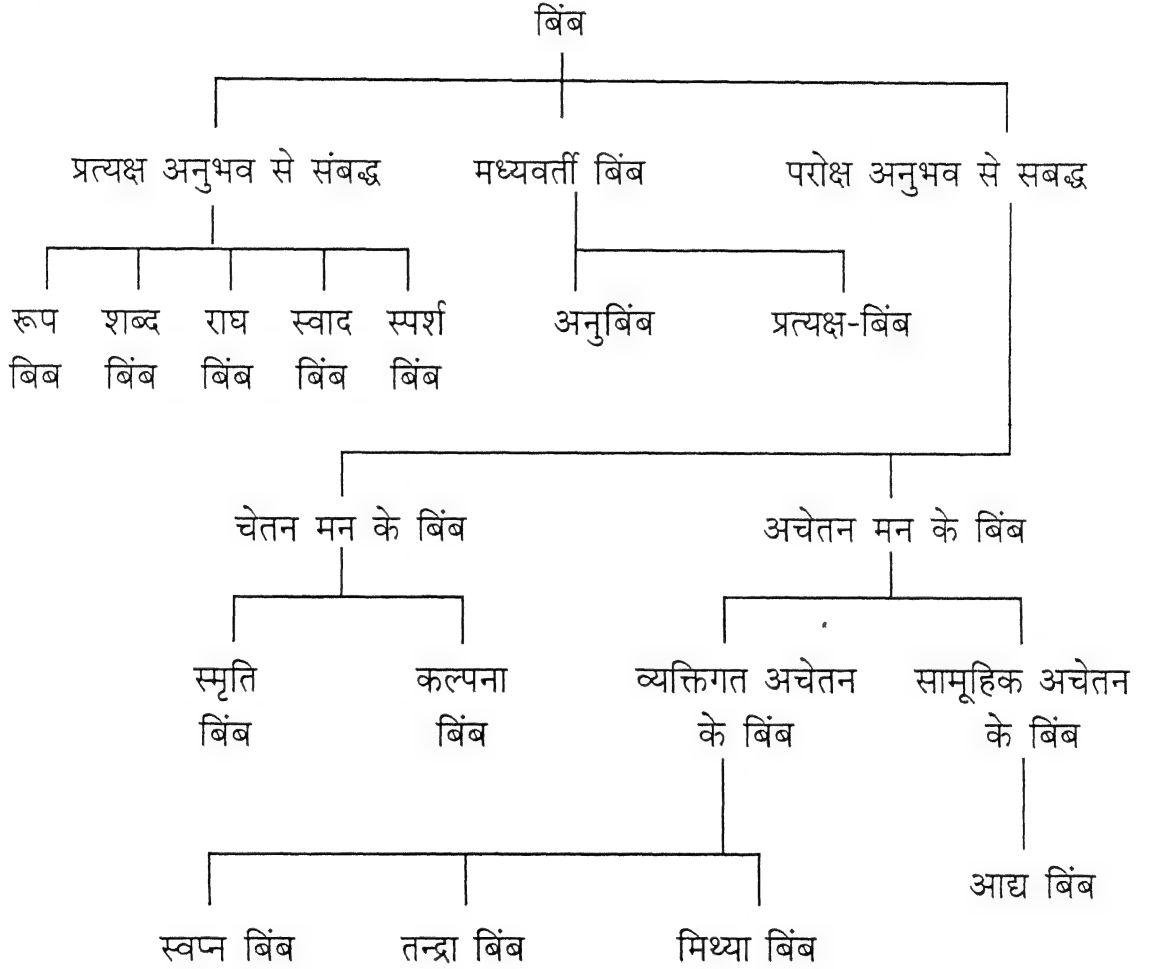 बिंब
प्रत्यक्ष अनुभव से संबद्ध मध्यवर्ती बिंब परोक्ष अनुभव से सबद्ध
रूप शब्द राघ स्वाद स्पर्श अनुबिंब प्रत्यक्ष-बिंब
बिब बिंब बिंब बिंब बिंब
चेतन मन के बिंब अचेतन मन के बिंब
स्मृति कल्पना व्यक्तिगत अचेतन सामूहिक अचेतन
बिंब बिंब के बिंब के बिंब
आद्य बिंब
स्वप्न बिंब तन्द्रा बिंब मिथ्या बिंब